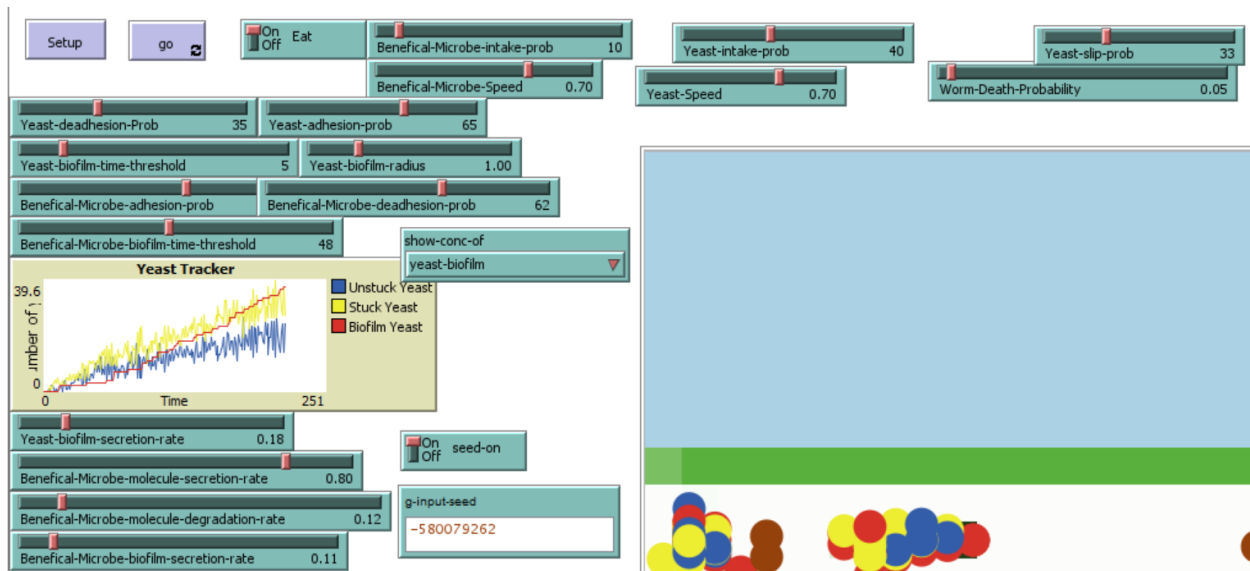 Setup
go
On
Off
Eat
Benefical-Microbe-intake-prob 10
Yeast-intake-prob 40
Yeast-slip-prob 33
Benefical-Microbe-Speed 0.70
Yeast-Speed 0.70
Worm-Death-Probability 0.05
Yeast-deadhesion-Prob 35
Yeast-adhesion-prob 65
Yeast-biofilm-time-threshold 5
Yeast-biofilm-radius 1.00
Benefical-Microbe-adhesion-prob
Benefical-Microbe-deadhesion-prob 62
Benefical-Microbe-biofilm-time-threshold 48
show-conc-of
yeast-biofilm
Yeast Tracker
39.6
0
0
Time
251
Unstuck Yeast
Stuck Yeast
Biofilm Yeast
Yeast-biofilm-secretion-rate 0.18
Benefical-Microbe-molecule-secretion-rate 0.80
Benefical-Microbe-molecule-degradation-rate 0.12
Benefical-Microbe-biofilm-secretion-rate 0.11
On
Off
seed-on
g-input-seed
-580079262